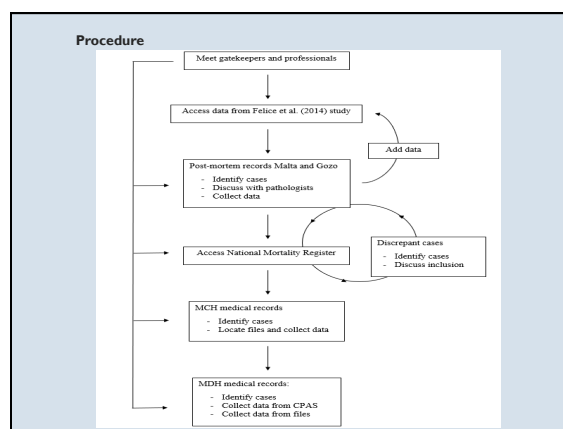 Procedure
Meet gatekeepers and professionals
Access data from Felice et al. (2014) study
Add data
Post-mortem records Malta and Gozo
- Identify cases
- Discuss with pathologists
- Collect data
Access National Mortality Register
Discrepant cases
- Identify cases
- Discuss inclusion
MCH medical records
- Identify cases
- Locate files and collect data
MDH medical records:
- Identify cases
- Collect data from CPAS
- Collect data from files